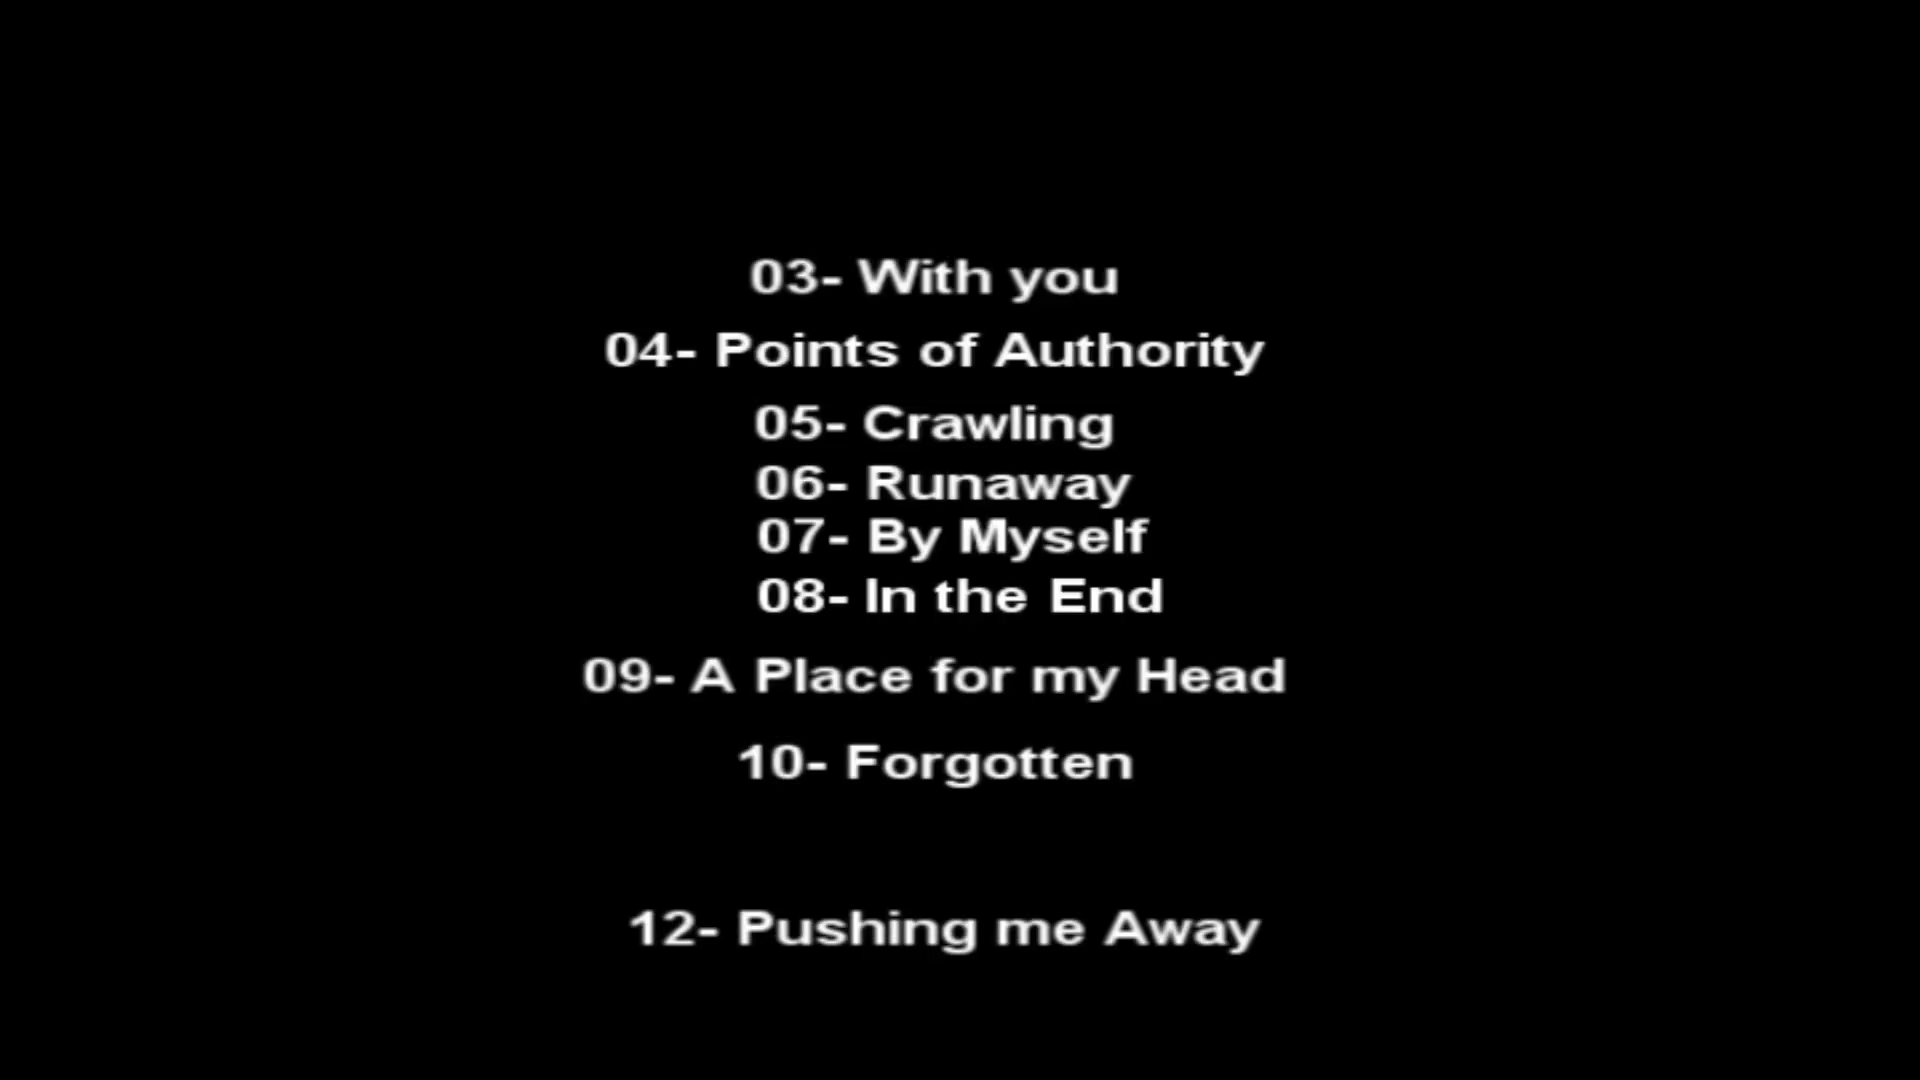 03- With you
04- Points of Authority
05- Crawling
06- Runaway
07- By Myself
08- In the End
09- A Place for my Head
10- Forgotten
12- Pushing me Away